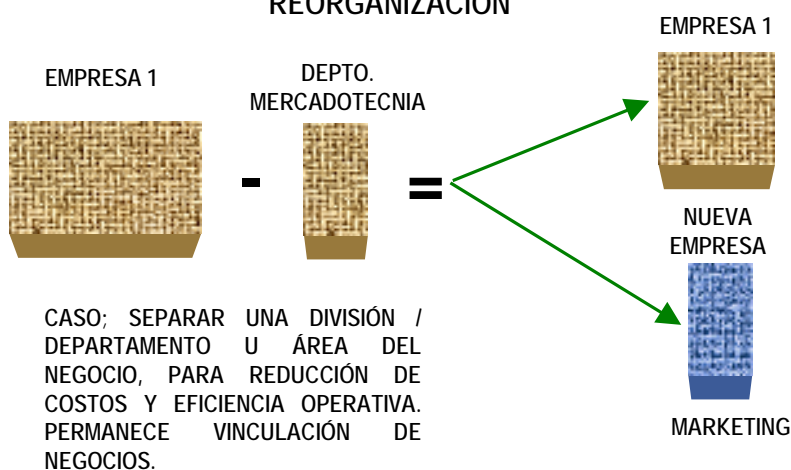 REORGANIZACIÓN
EMPRESA 1
DEPTO.
MERCADOTECNIA
-
=
EMPRESA 1
NUEVA
EMPRESA
MARKETING
CASO; SEPARAR UNA DIVISIÓN /
DEPARTAMENTO U ÁREA DEL
NEGOCIO, PARA REDUCCIÓN DE
COSTOS Y EFICIENCIA OPERATIVA.
PERMANECE VINCULACIÓN DE
NEGOCIOS.